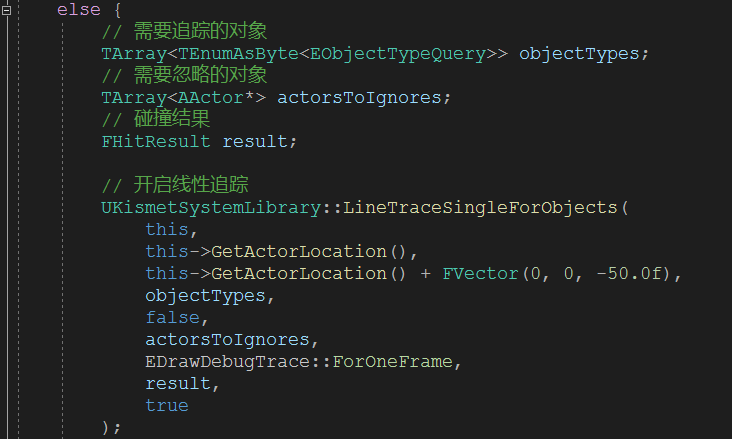 else {
// 需要追踪的对象
TArray<TEnumAsByte<EObjectTypeQuery>> objectTypes;
// 需要忽略的对象
TArray<AActor*> actorsToIgnores;
// 碰撞结果
FHitResult result;
// 开启线性追踪
UKismetSystemLibrary::LineTraceSingleForObjects(
this,
this->GetActorLocation(),
this->GetActorLocation() + FVector(0, 0, -50.0f),
objectTypes,
false,
actorsToIgnores,
EDrawDebugTrace::ForOneFrame,
result,
true
);